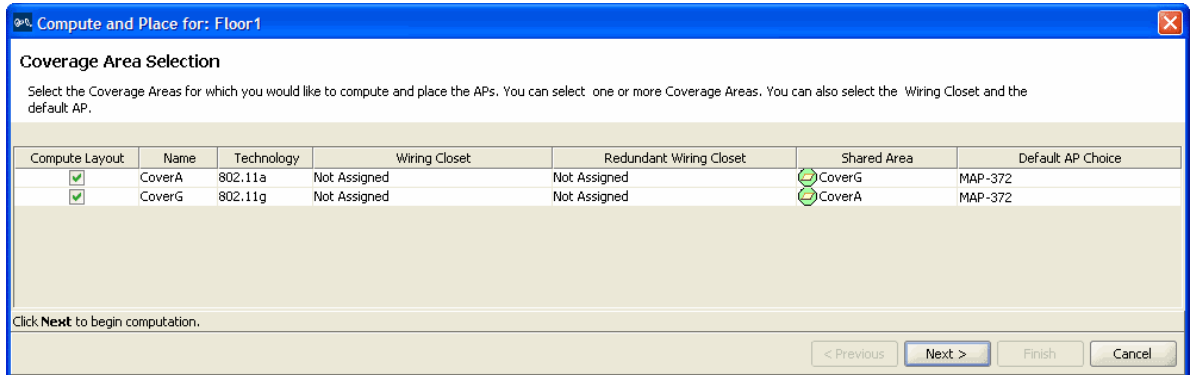 Compute and Place for: Floor1
Coverage Area Selection
Select the Coverage Areas for which you would like to compute and place the APs. You can select one or more Coverage Areas. You can also select the Wiring Closet and the
default AP.
Compute Layout Name Technology Wiring Closet Redundant Wiring Closet Shared Area Default AP Choice
CoverA 802.11a Not Assigned Not Assigned CoverG MAP-372
CoverG 802.11g Not Assigned Not Assigned CoverA MAP-372
Click Next to begin computation.
< Previous Next > Finish Cancel